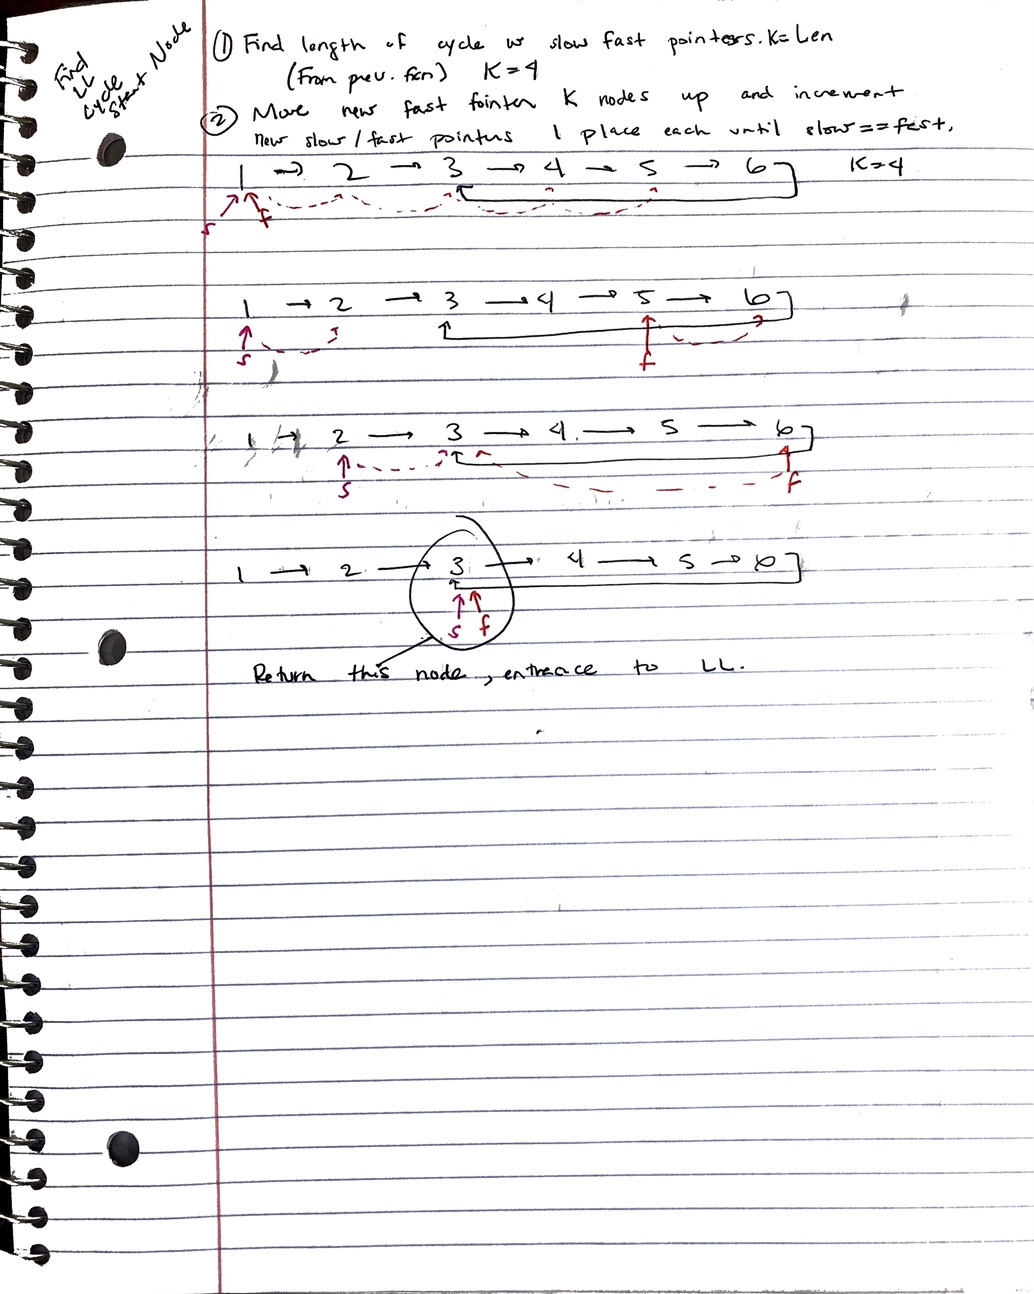 Find
LL
Cycle
Start Node
① Find length of cycle w slow fast pointers. K=Len
(From prev. fxn) K=4
② Move new fast pointer K nodes up and increment
new slow/fast pointers 1 place each until slow==fast.
1 → 2 → 3 → 4 → 5 → 6 K=4
s f
1 → 2 → 3 → 4 → 5 → 6
s f
1 → 2 → 3 → 4 → 5 → 6
s f
1 → 2 → 3 → 4 → 5 → 6
s f
Return this node, entrance to LL.